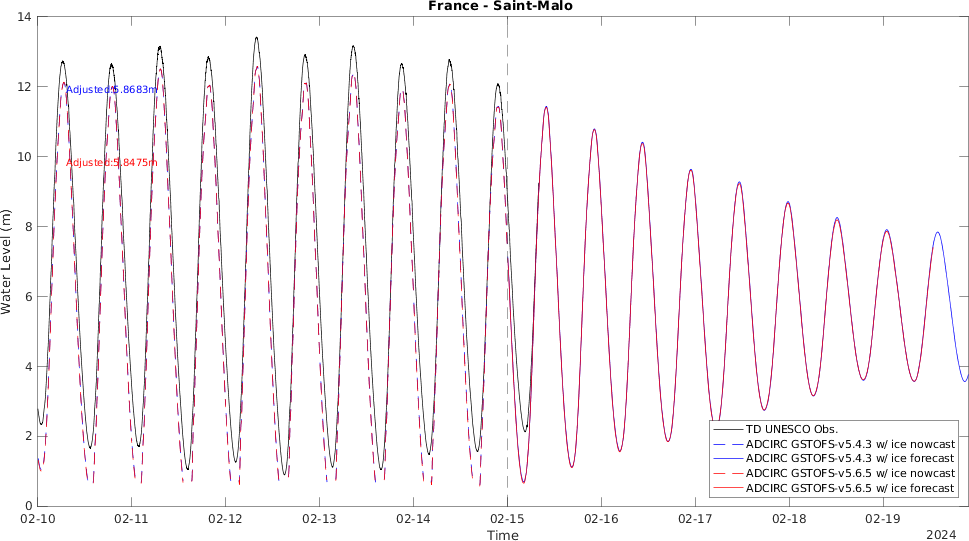 France - Saint-Malo
14
12
10
8
6
4
2
0
Water Level (m)
Adjusted:5.8683m
Adjusted:5.8475m
TD UNESCO Obs.
ADCIRC GSTOFS-v5.4.3 w/ ice nowcast
ADCIRC GSTOFS-v5.4.3 w/ ice forecast
ADCIRC GSTOFS-v5.6.5 w/ ice nowcast
ADCIRC GSTOFS-v5.6.5 w/ ice forecast
02-10 02-11 02-12 02-13 02-14 02-15 02-16 02-17 02-18 02-19
Time
2024